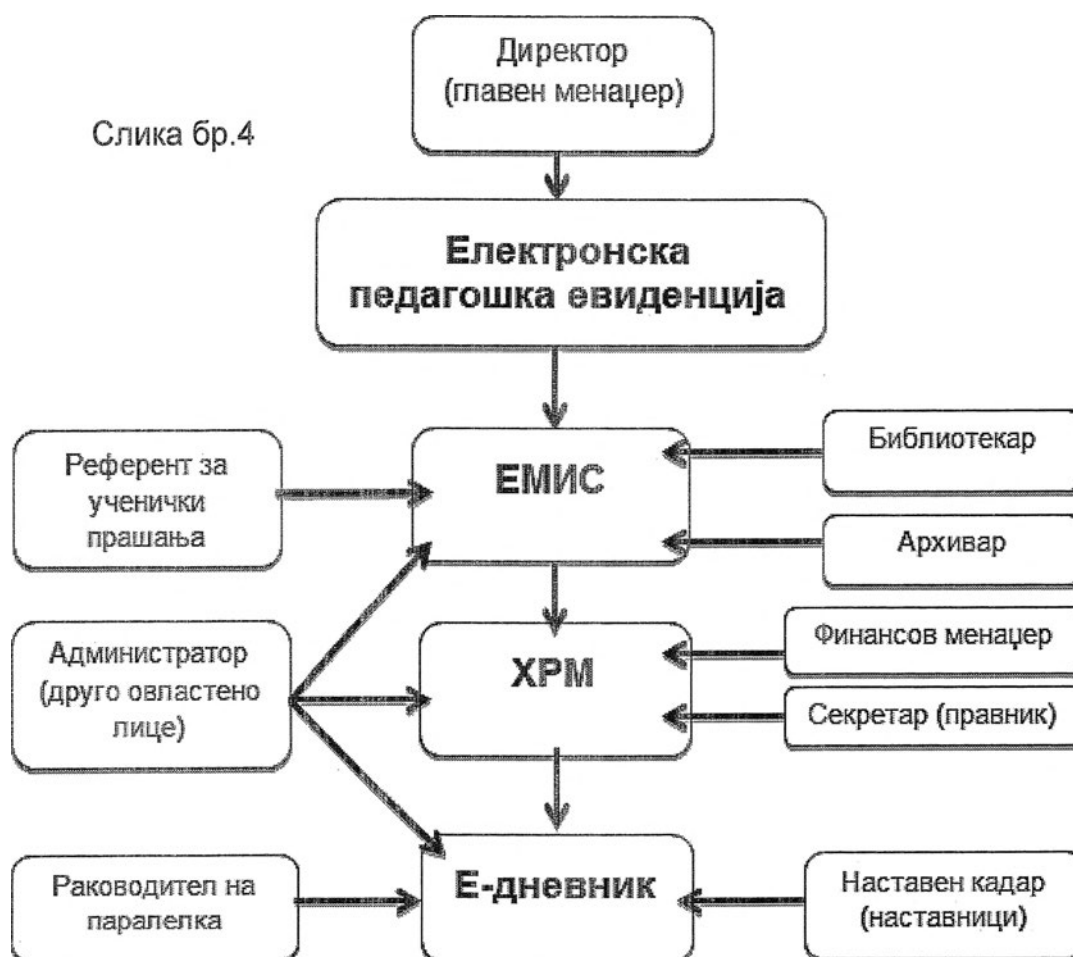 Директор
(главен менаџер)
Слика бр.4
Електронска
педагошка евиденција
Референт за
ученички
прашања
ЕМИС
Библиотекар
Архивар
Администратор
(друго овластено
лице)
ХРМ
Финансов менаџер
Секретар (правник)
Раководител на
паралелка
Е-дневник
Наставен кадар
(наставници)